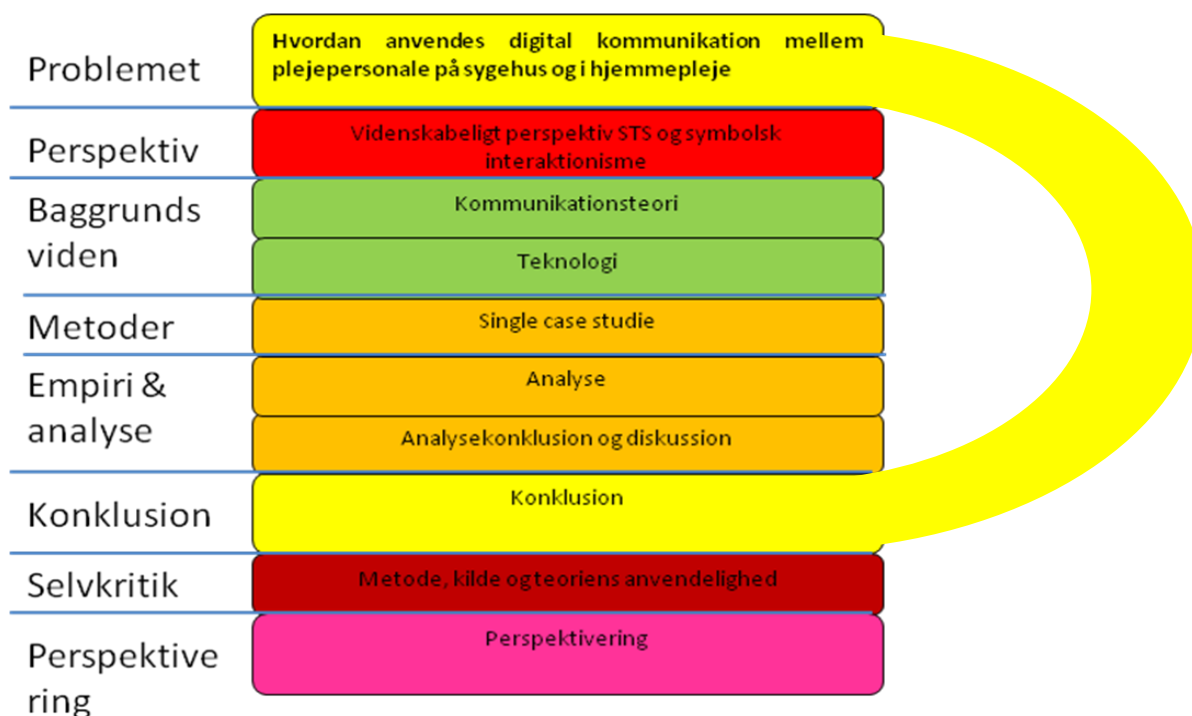 Problemet
Hvordan anvendes digital kommunikation mellem
plejepersonale på sygehus og i hjemmepleje
Perspektiv
Videnskabeligt perspektiv STS og symbolsk
interaktionisme
Baggrunds
viden
Kommunikationsteori
Teknologi
Metoder
Single case studie
Empiri &
analyse
Analyse
Analysekonklusion og diskussion
Konklusion
Konklusion
Selvkritik
Metode, kilde og teoriens anvendelighed
Perspektive
ring
Perspektivering